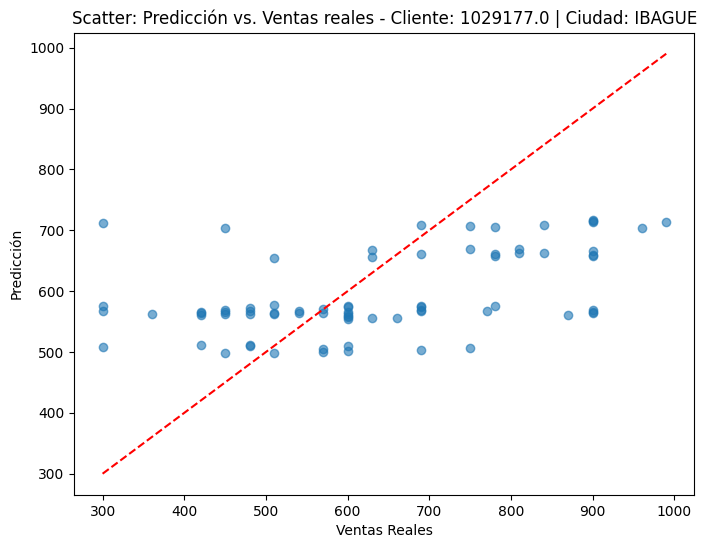 Scatter: Predicción vs. Ventas reales - Cliente: 1029177.0 | Ciudad: IBAGUE
1000
900
800
700
600
500
400
300
Predicción
300 400 500 600 700 800 900 1000
Ventas Reales